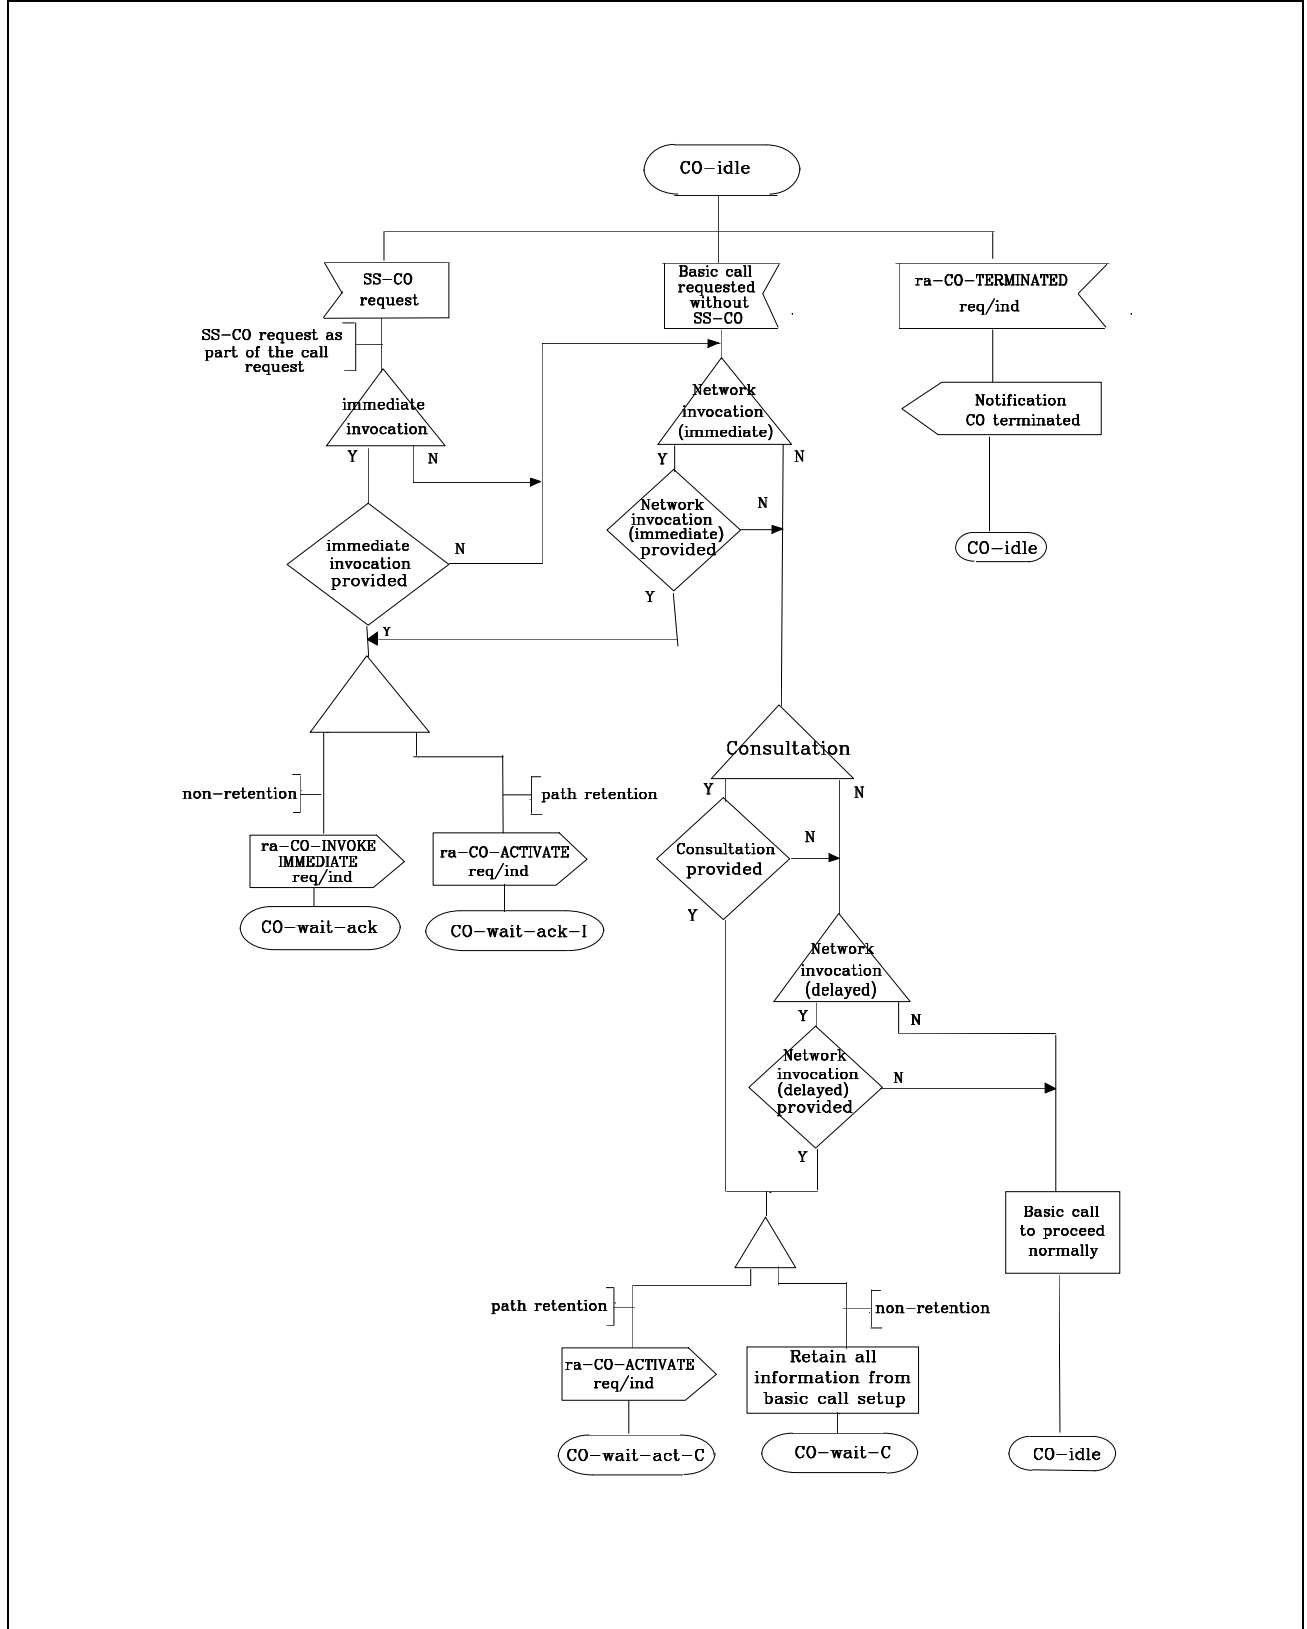 CO-idle
SS-CO
request
Basic call
requested
without
SS-CO
ra-CO-TERMINATED
req/ind
SS-CO request as
part of the call
request
immediate
invocation
Y
N
Network
invocation
(immediate)
Y
N
Notification
CO terminated
CO-idle
immediate
invocation
provided
N
Y
Network
invocation
(immediate)
provided
N
Y
non-retention
path retention
ra-CO-INVOKE
IMMEDIATE
req/ind
ra-CO-ACTIVATE
req/ind
CO-wait-ack
CO-wait-ack-I
Consultation
Y
N
Consultation
provided
N
Y
Network
invocation
(delayed)
Y
N
Network
invocation
(delayed)
provided
N
Y
Basic call
to proceed
normally
path retention
non-retention
ra-CO-ACTIVATE
req/ind
Retain all
information from
basic call setup
CO-wait-act-C
CO-wait-C
CO-idle